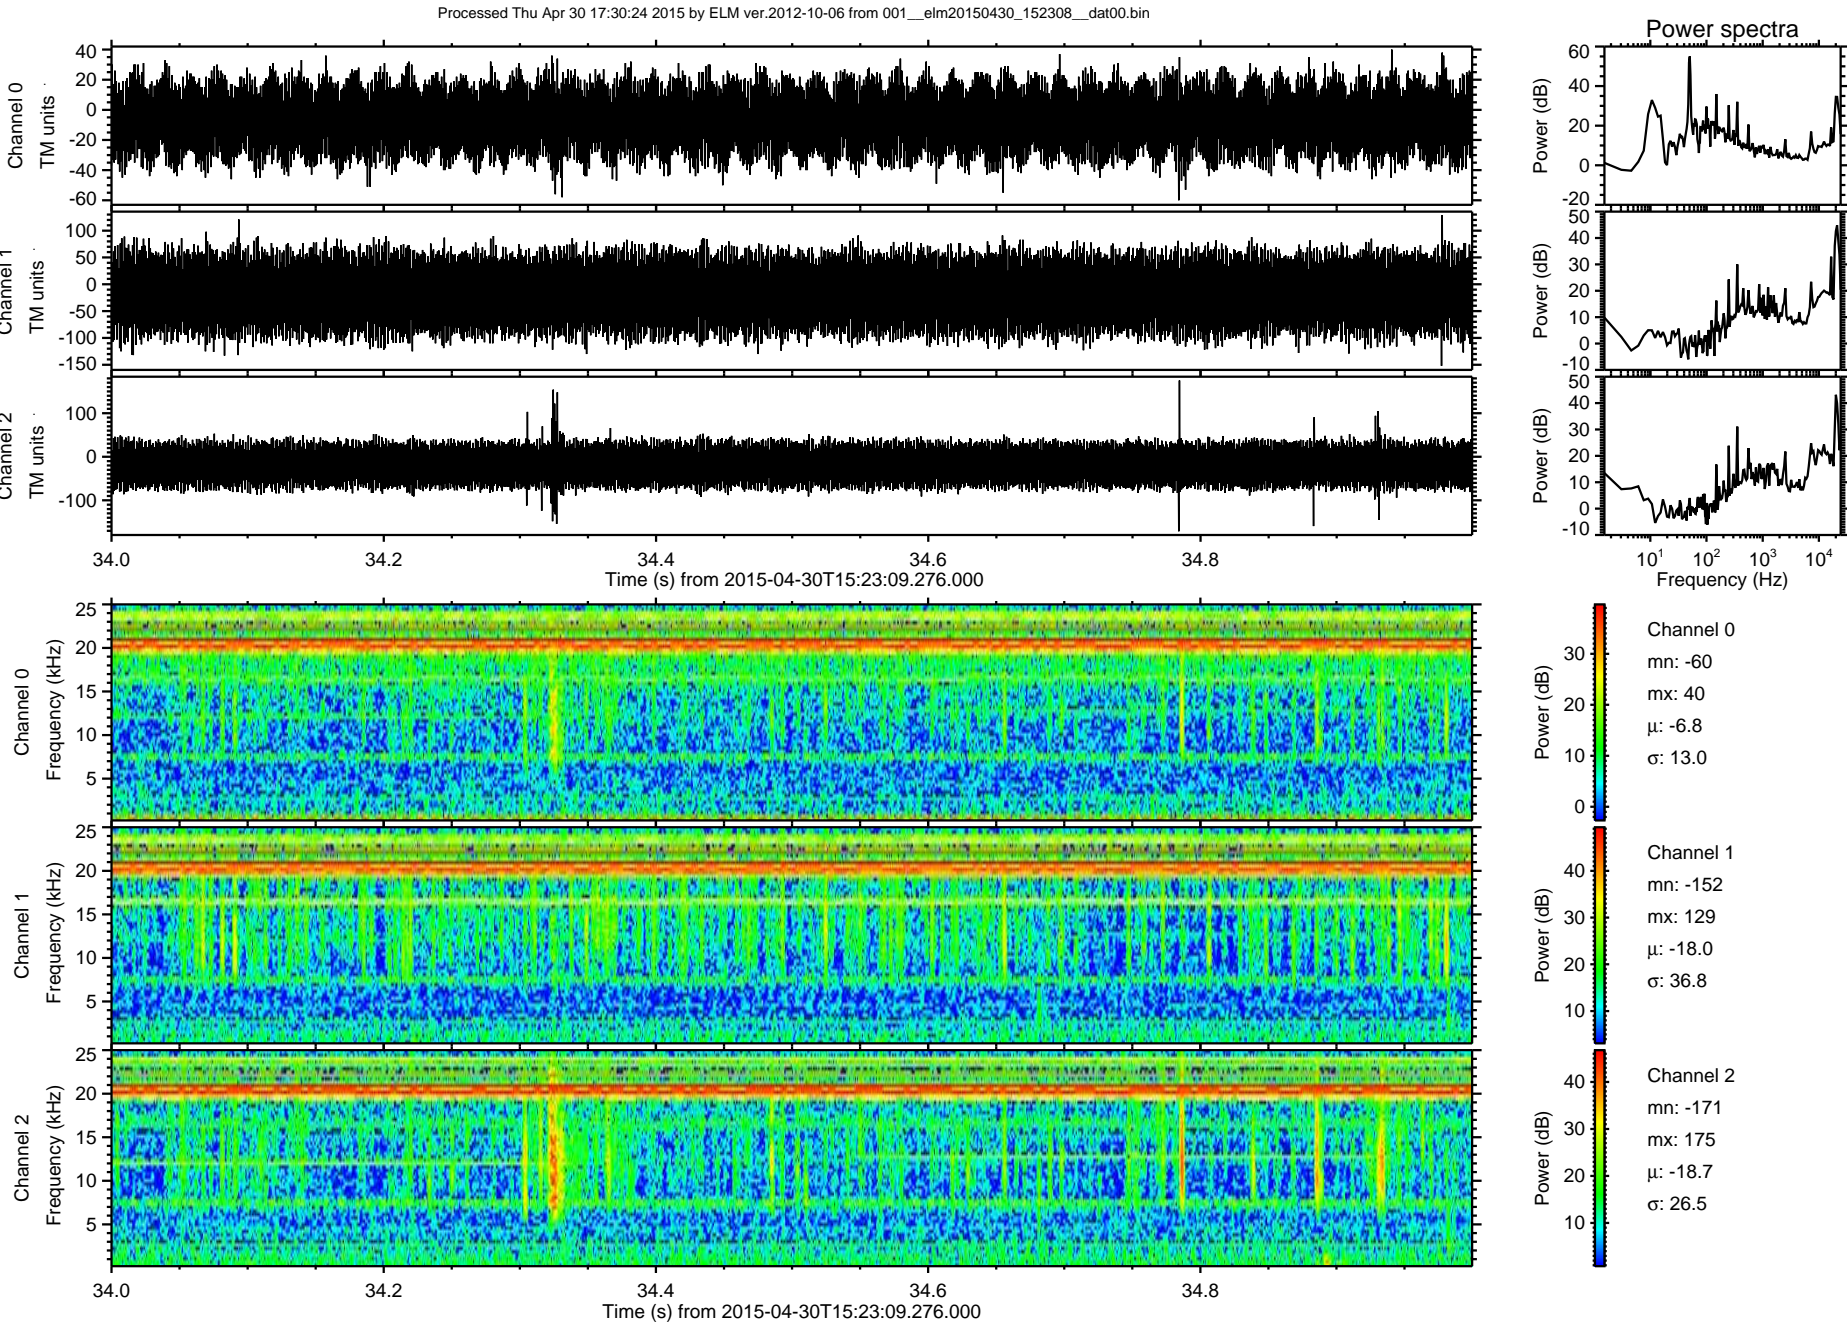 Processed Thu Apr 30 17:30:24 2015 by ELM ver.2012-10-06 from 001__elm20150430_152308__dat00.bin
Power spectra
Channel 0
TM units
40
20
0
-20
-40
-60
Power (dB)
60
40
20
0
-20
Channel 1
TM units
100
50
0
-50
-100
-150
Power (dB)
50
40
30
20
10
0
-10
Channel 2
TM units
100
0
-100
Power (dB)
50
40
30
20
10
0
-10
34.0 34.2 34.4 34.6 34.8
Time (s) from 2015-04-30T15:23:09.276.000
10^1 10^2 10^3 10^4
Frequency (Hz)
Channel 0
Frequency (kHz)
25
20
15
10
5
Power (dB)
30
20
10
0
Channel 0
mn: -60
mx: 40
μ: -6.8
σ: 13.0
Channel 1
Frequency (kHz)
25
20
15
10
5
Power (dB)
40
30
20
10
Channel 1
mn: -152
mx: 129
μ: -18.0
σ: 36.8
Channel 2
Frequency (kHz)
25
20
15
10
5
Power (dB)
40
30
20
10
Channel 2
mn: -171
mx: 175
μ: -18.7
σ: 26.5
34.0 34.2 34.4 34.6 34.8
Time (s) from 2015-04-30T15:23:09.276.000